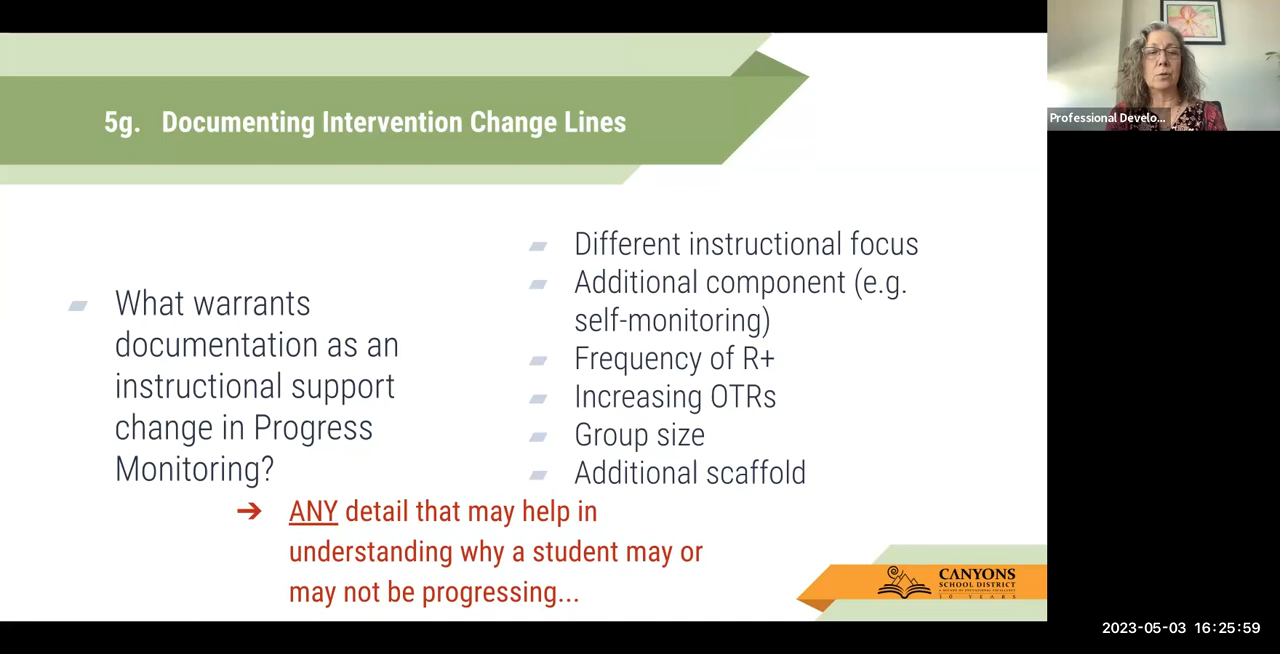 5g. Documenting Intervention Change Lines
What warrants
documentation as an
instructional support
change in Progress
Monitoring?
Different instructional focus
Additional component (e.g.
self-monitoring)
Frequency of R+
Increasing OTRs
Group size
Additional scaffold
➔ ANY detail that may help in
understanding why a student may or
may not be progressing...
CANYONS
SCHOOL DISTRICT
10 YEARS
Professional Develo...
2023-05-03 16:25:59